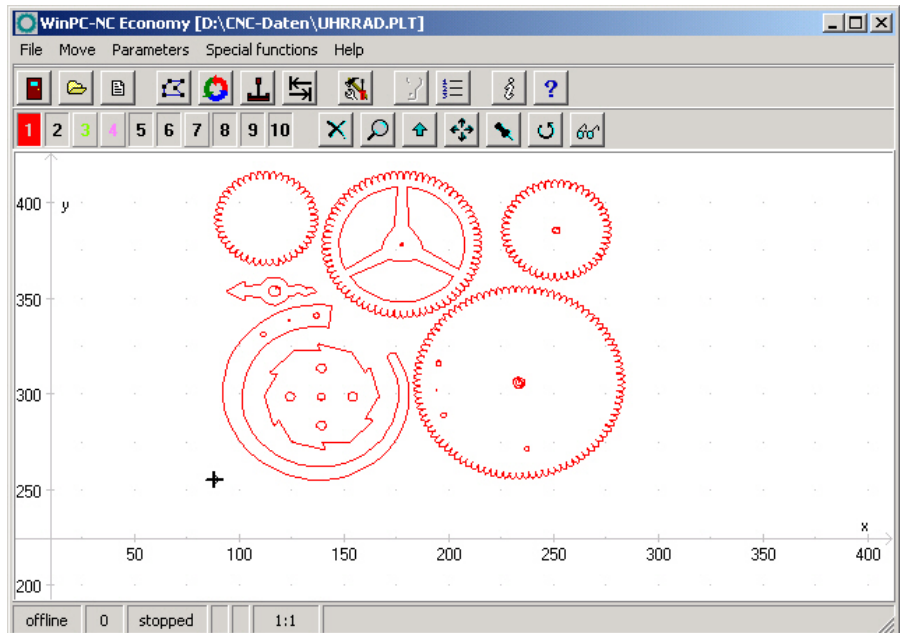 WinPC-NC Economy [D:\CNC-Daten\UHRRAD.PLT]
File Move Parameters Special functions Help
1 2 3 4 5 6 7 8 9 10
400 y
350
300
250
x
50 100 150 200 250 300 350 400
200
offline 0 stopped 1:1